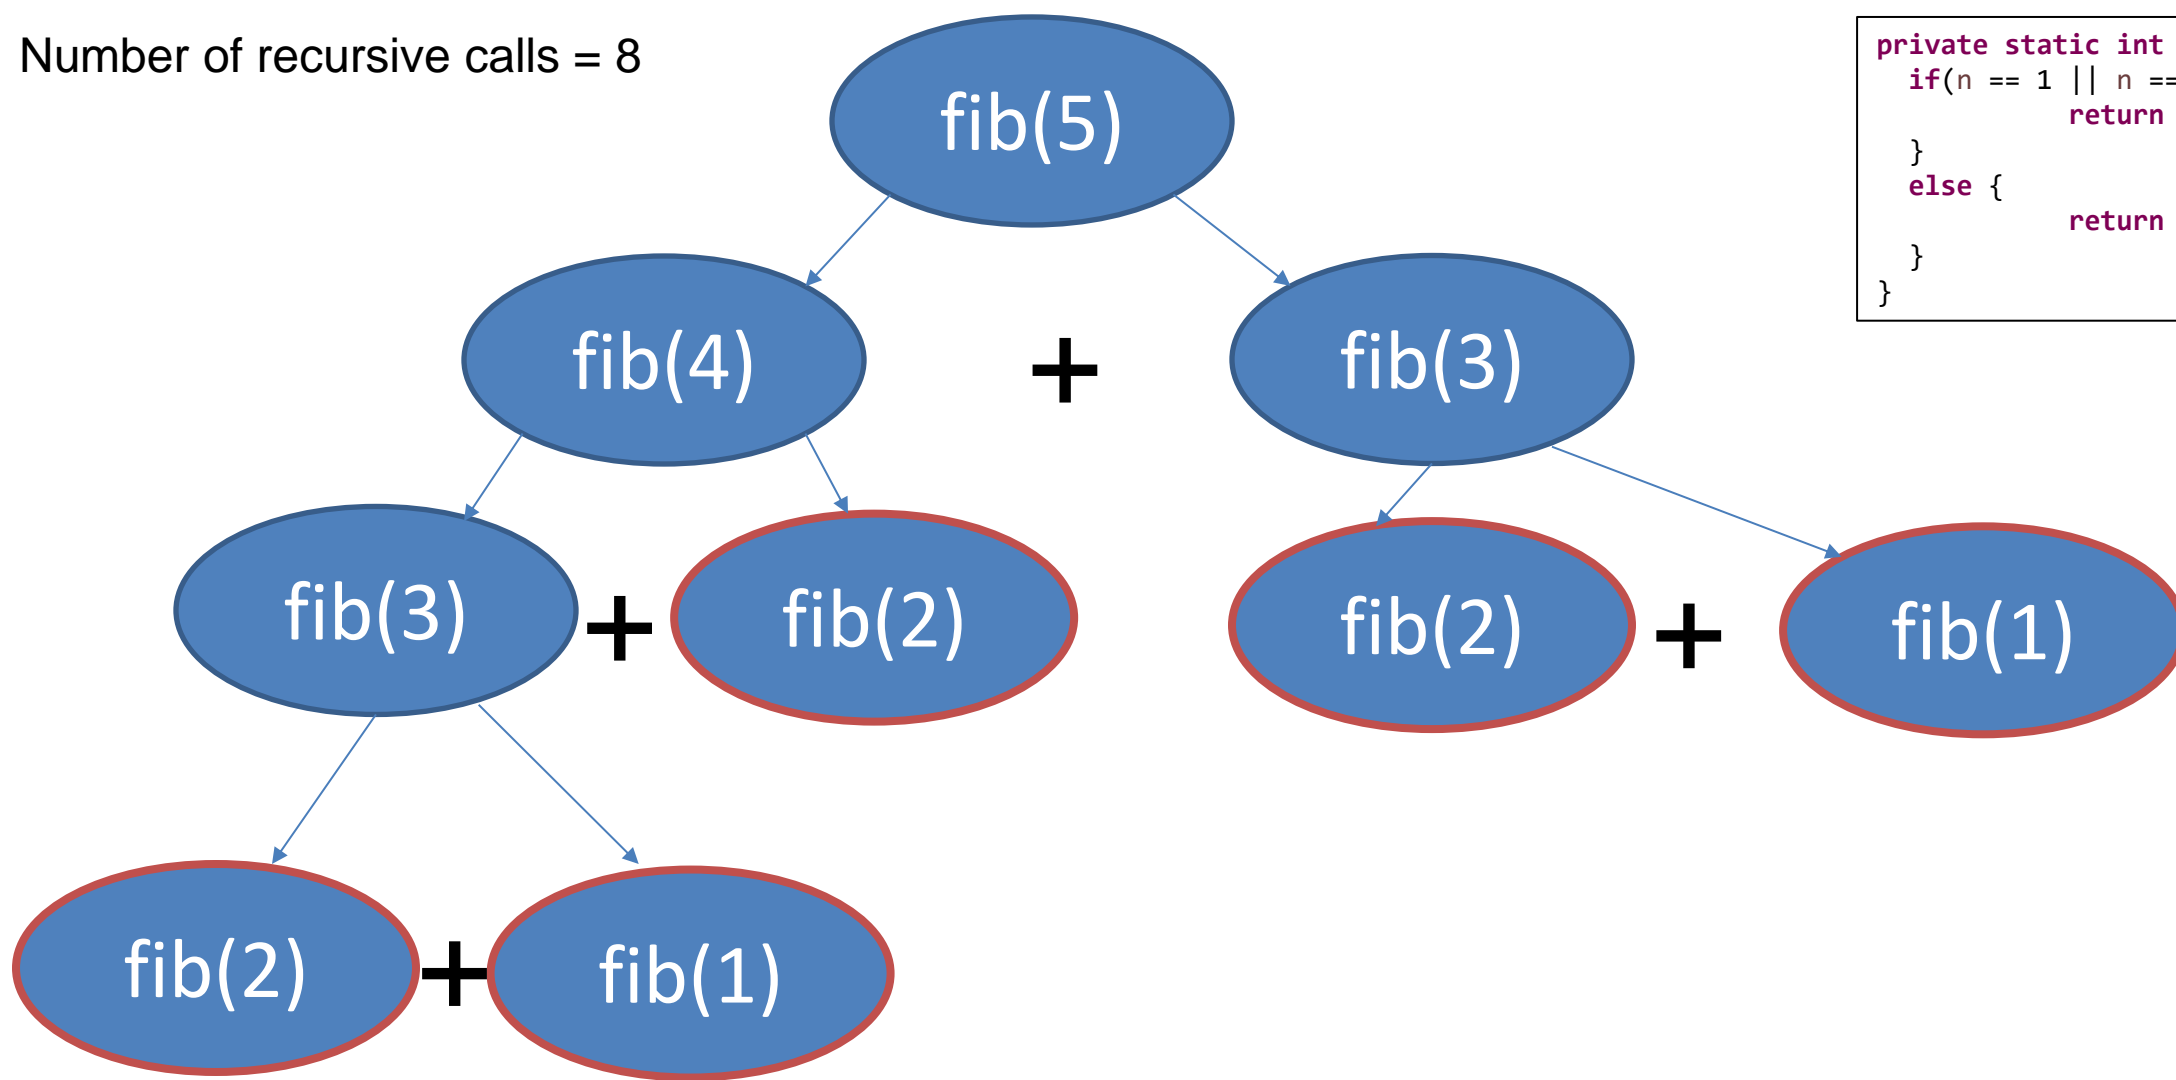 Number of recursive calls = 8
private static int
if(n == 1 || n ==
return
}
else {
return
}
}
fib(5)
fib(4) + fib(3)
fib(3) + fib(2) fib(2) + fib(1)
fib(2) + fib(1)